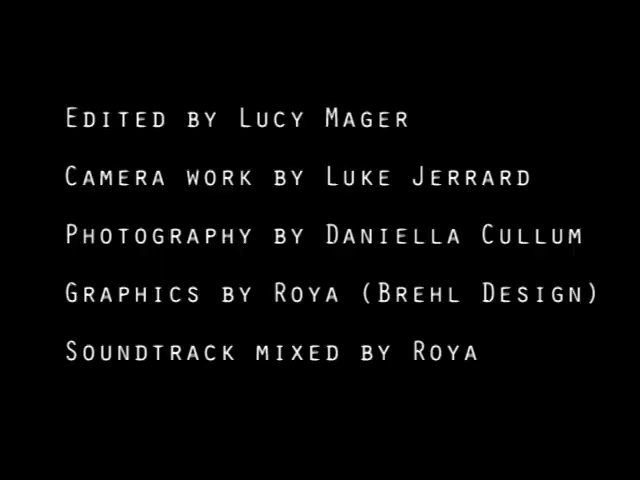 Edited by Lucy Mager
Camera work by Luke Jerrard
Photography by Daniella Cullum
Graphics by Roya (Brehl Design)
Soundtrack mixed by Roya